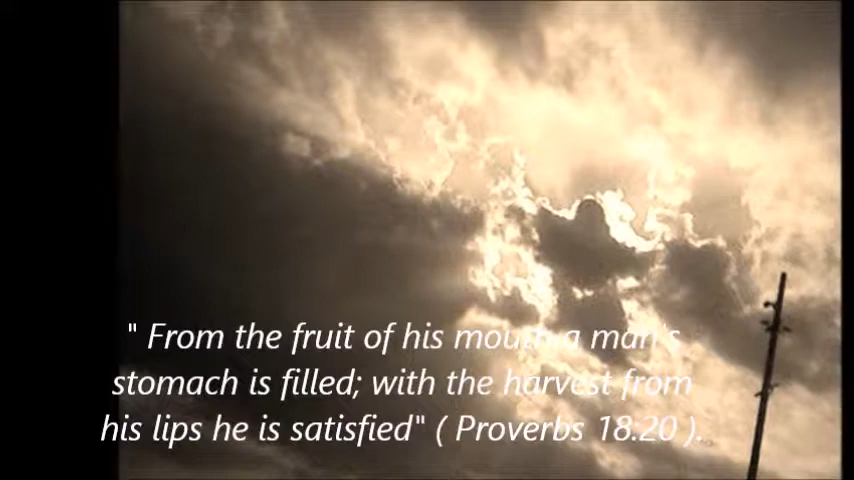 " From the fruit of his mouth a man's
stomach is filled; with the harvest from
his lips he is satisfied" ( Proverbs 18:20 ).